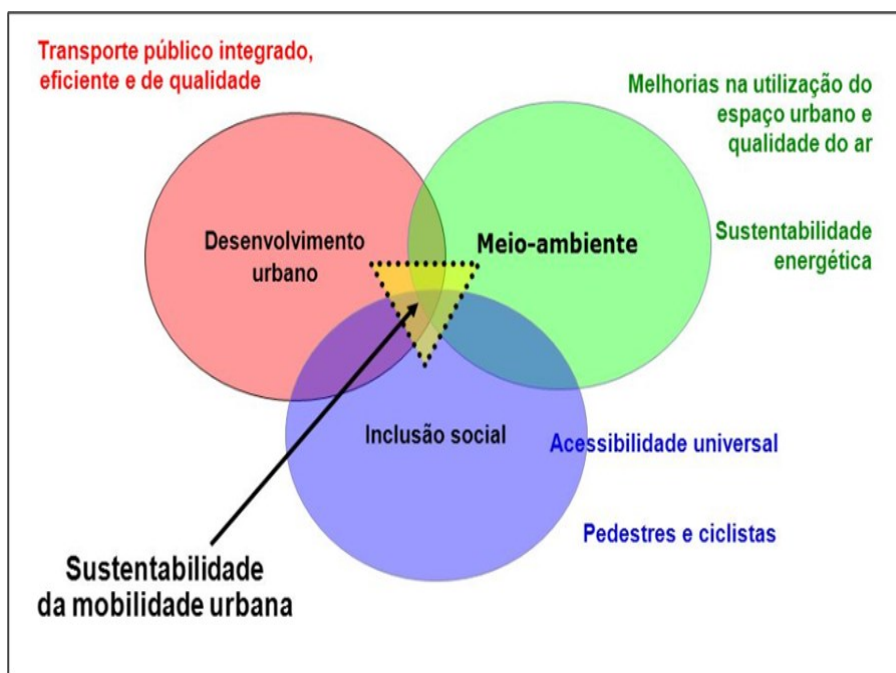 Transporte público integrado,
eficiente e de qualidade
Melhorias na utilização do
espaço urbano e
qualidade do ar
Desenvolvimento
urbano
Meio-ambiente
Sustentabilidade
energética
Inclusão social
Acessibilidade universal
Pedestres e ciclistas
Sustentabilidade
da mobilidade urbana